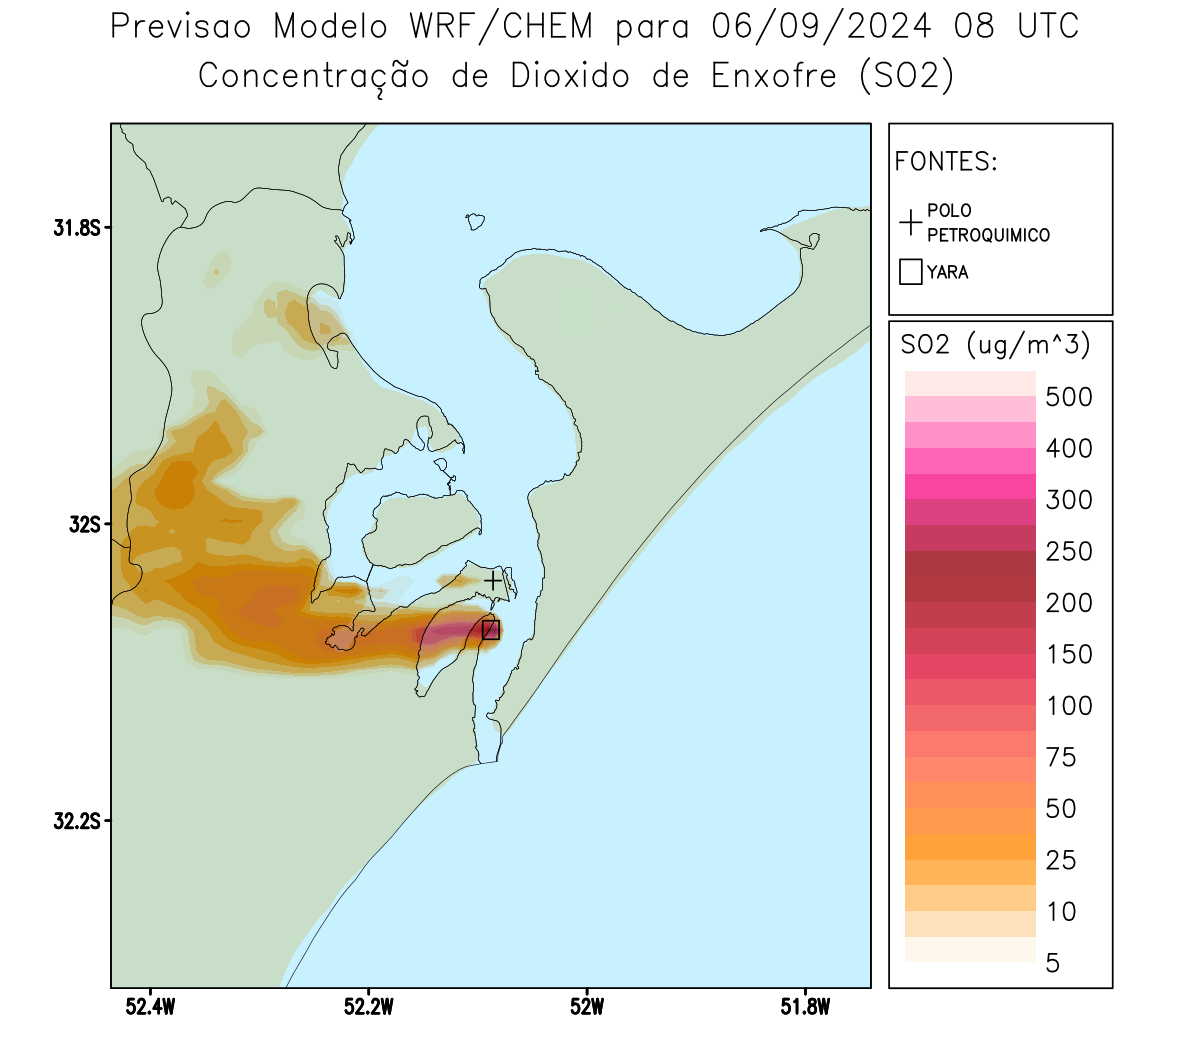 Previsao Modelo WRF/CHEM para 06/09/2024 08 UTC
Concentração de Dioxido de Enxofre (SO2)
FONTES:
POLO
PETROQUIMICO
YARA
SO2 (ug/m^3)
500
400
300
250
200
150
100
75
50
25
10
5
31.8S
32S
32.2S
52.4W
52.2W
52W
51.8W